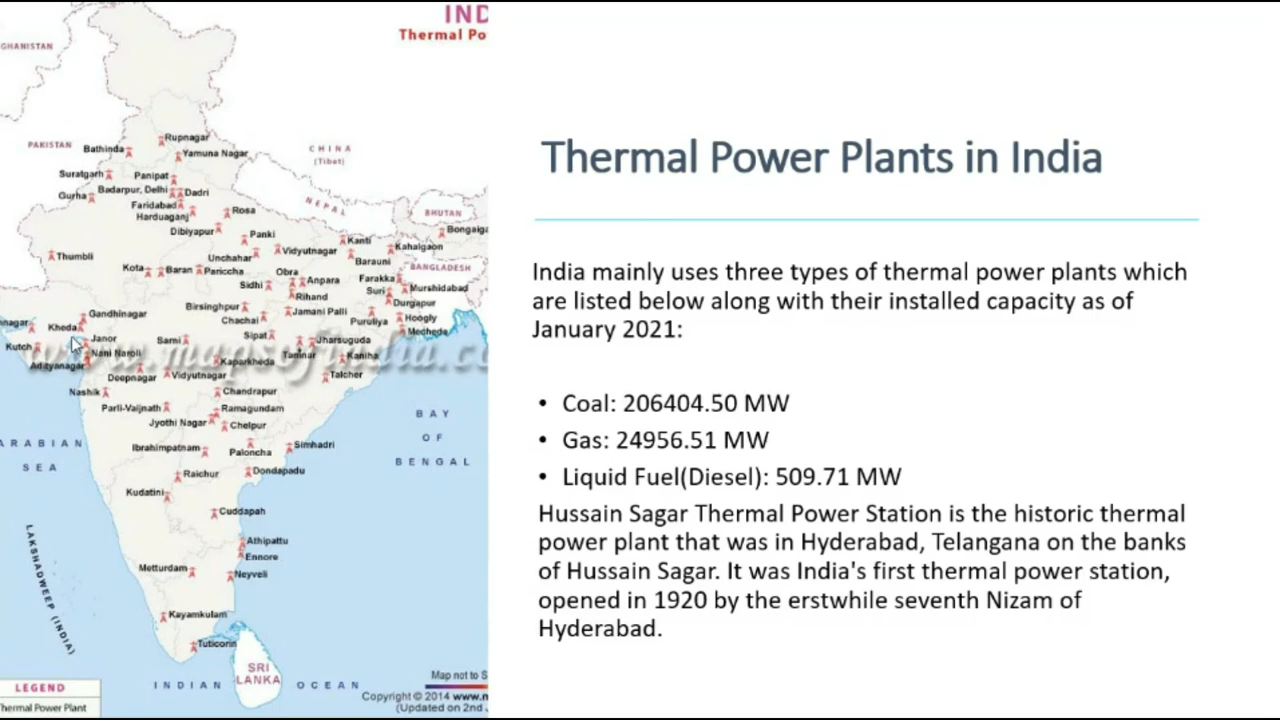 IND
Thermal Po
GHANISTAN
PAKISTAN
CHINA
(Tibet)
NEPAL
BHUTAN
BANGLADESH
Rupnagar
Bathinda
Yamuna Nagar
Suratgarh
Panipat
Gurha
Badarpur, Delhi
Dadri
Faridabad
Harduaganj
Rosa
Dibiyapur
Panki
Bongaiga
Kanti
Kahalgaon
Thumbli
Unchahar
Vidyutnagar
Barauni
Kota
Baran
Pariccha
Obra
Sidhi
Anpara
Farakka
Suri
Murshidabad
Rihand
Durgapur
Birsinghpur
Jamani Palli
Gandhinagar
Chachai
Puruliya
Hoogly
nagar
Kheda
Mecheda
Kutch
Janor
Sarni
Sipat
Jharsuguda
Nani Naroli
Tamnar
Kaniha
Adityanagar
Kaparkheda
www.mapsofindia.co
Deepnagar
Vidyutnagar
Talcher
Nashik
Chandrapur
Parli-Vaijnath
Ramagundam
Jyothi Nagar
Chelpur
Ibrahimpatnam
Paloncha
Simhadri
Raichur
Dondapadu
Kudatini
Cuddapah
Athipattu
Ennore
Metturdam
Neyveli
Kayamkulam
Tuticorin
ARABIAN
SEA
BAY
OF
BENGAL
LAKSHADWEEP (INDIA)
SRI
LANKA
INDIAN OCEAN
LEGEND
Thermal Power Plant
Map not to S
Copyright © 2014 www.m
(Updated on 2nd
Thermal Power Plants in India
India mainly uses three types of thermal power plants which
are listed below along with their installed capacity as of
January 2021:
• Coal: 206404.50 MW
• Gas: 24956.51 MW
• Liquid Fuel(Diesel): 509.71 MW
Hussain Sagar Thermal Power Station is the historic thermal
power plant that was in Hyderabad, Telangana on the banks
of Hussain Sagar. It was India's first thermal power station,
opened in 1920 by the erstwhile seventh Nizam of
Hyderabad.